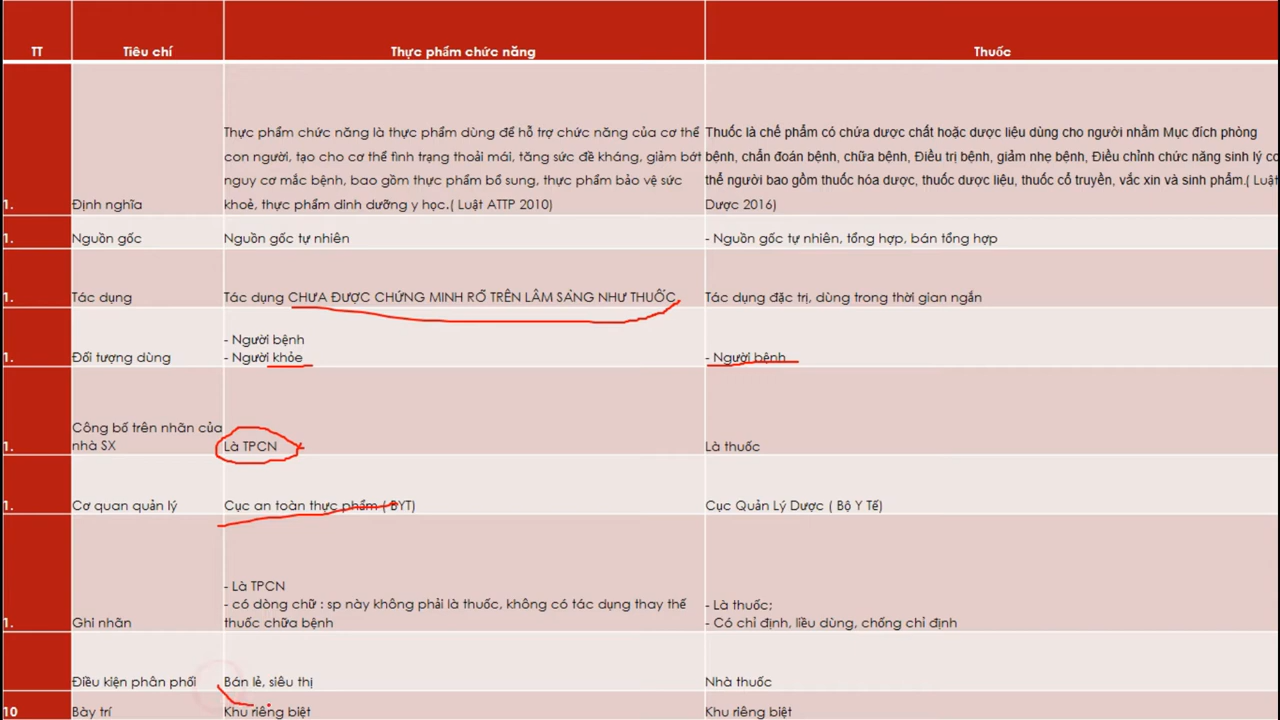 TT Tiêu chí Thực phẩm chức năng Thuốc
Thực phẩm chức năng là thực phẩm dùng để hỗ trợ chức năng của cơ thể
con người, tạo cho cơ thể tình trạng thoải mái, tăng sức đề kháng, giảm bớt
nguy cơ mắc bệnh, bao gồm thực phẩm bổ sung, thực phẩm bảo vệ sức
1. Định nghĩa khoẻ, thực phẩm dinh dưỡng y học.( Luật ATTP 2010)
Thuốc là chế phẩm có chứa dược chất hoặc dược liệu dùng cho người nhằm Mục đích phòng
bệnh, chẩn đoán bệnh, chữa bệnh, Điều trị bệnh, giảm nhẹ bệnh, Điều chỉnh chức năng sinh lý cơ
thể người bao gồm thuốc hóa dược, thuốc dược liệu, thuốc cổ truyền, vắc xin và sinh phẩm.( Luật
Dược 2016)
1. Nguồn gốc Nguồn gốc tự nhiên - Nguồn gốc tự nhiên, tổng hợp, bán tổng hợp
1. Tác dụng Tác dụng CHƯA ĐƯỢC CHỨNG MINH RÕ TRÊN LÂM SÀNG NHƯ THUỐC Tác dụng đặc trị, dùng trong thời gian ngắn
- Người bệnh
1. Đối tượng dùng - Người khỏe - Người bệnh
Công bố trên nhãn của
1. nhà SX Là TPCN Là thuốc
1. Cơ quan quản lý Cục an toàn thực phẩm ( BYT) Cục Quản Lý Dược ( Bộ Y Tế)
- Là TPCN
- có dòng chữ : sp này không phải là thuốc, không có tác dụng thay thế
1. Ghi nhãn thuốc chữa bệnh
- Là thuốc;
- Có chỉ định, liều dùng, chống chỉ định
Điều kiện phân phối Bán lẻ, siêu thị Nhà thuốc
10 Bày trí Khu riêng biệt Khu riêng biệt